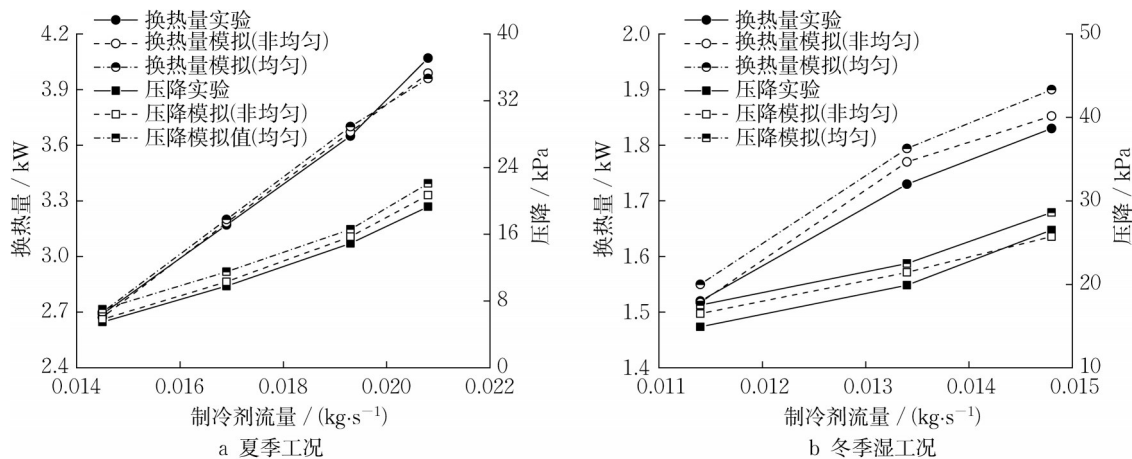 换热量实验
换热量模拟(非均匀)
换热量模拟(均匀)
压降实验
压降模拟(非均匀)
压降模拟值(均匀)
4.2
3.9
3.6
3.3
3.0
2.7
2.4
换热量 / kW
40
32
24
16
8
0
压降 / kPa
0.014 0.016 0.018 0.020 0.022
制冷剂流量 / (kg·s⁻¹)
a 夏季工况
换热量实验
换热量模拟(非均匀)
换热量模拟(均匀)
压降实验
压降模拟(非均匀)
压降模拟(均匀)
2.0
1.9
1.8
1.7
1.6
1.5
1.4
换热量 / kW
50
40
30
20
10
压降 / kPa
0.011 0.012 0.013 0.014 0.015
制冷剂流量 / (kg·s⁻¹)
b 冬季湿工况